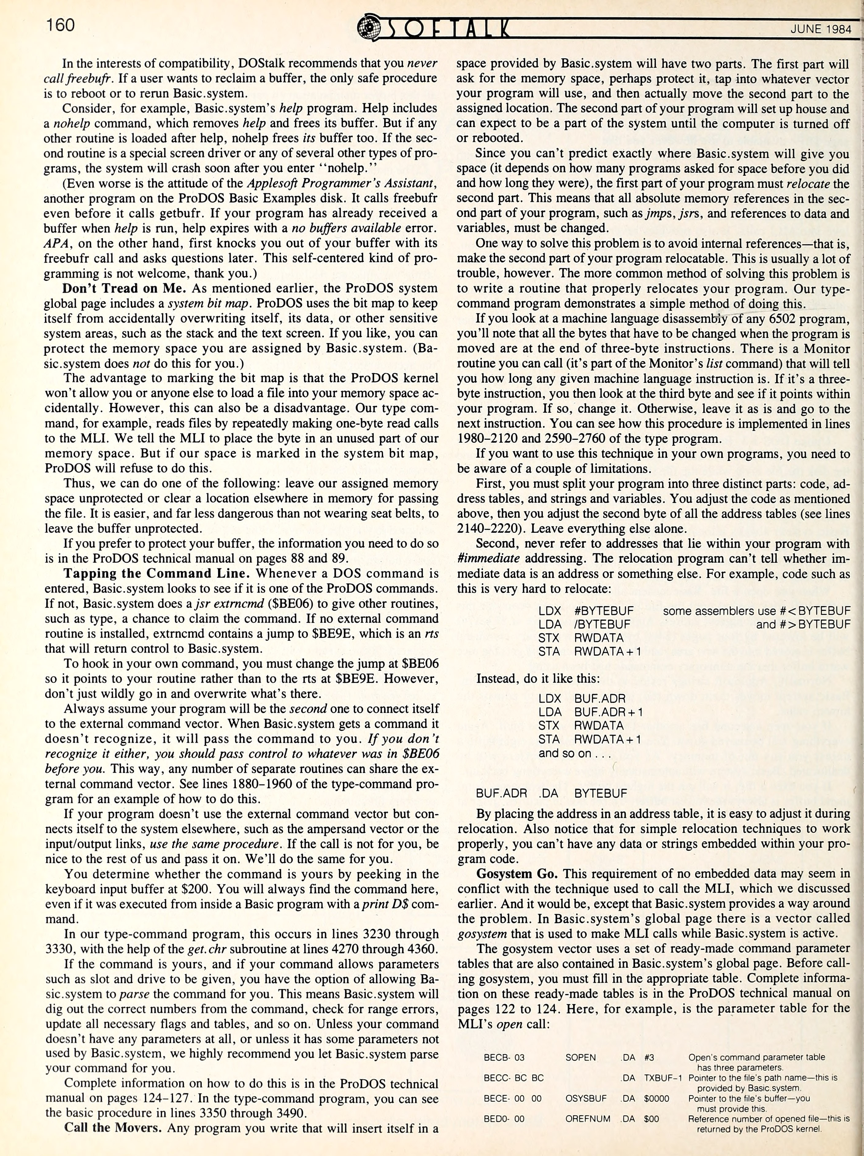 160
SOFTALK
JUNE 1984
In the interests of compatibility, DOStalk recommends that you never
call freebufr. If a user wants to reclaim a buffer, the only safe procedure
is to reboot or to rerun Basic.system.
Consider, for example, Basic.system's help program. Help includes
a nohelp command, which removes help and frees its buffer. But if any
other routine is loaded after help, nohelp frees its buffer too. If the sec-
ond routine is a special screen driver or any of several other types of pro-
grams, the system will crash soon after you enter "nohelp."
(Even worse is the attitude of the Applesoft Programmer's Assistant,
another program on the ProDOS Basic Examples disk. It calls freebufr
even before it calls getbufr. If your program has already received a
buffer when help is run, help expires with a no buffers available error.
APA, on the other hand, first knocks you out of your buffer with its
freebufr call and asks questions later. This self-centered kind of pro-
gramming is not welcome, thank you.)
Don't Tread on Me. As mentioned earlier, the ProDOS system
global page includes a system bit map. ProDOS uses the bit map to keep
itself from accidentally overwriting itself, its data, or other sensitive
system areas, such as the stack and the text screen. If you like, you can
protect the memory space you are assigned by Basic.system. (Ba-
sic.system does not do this for you.)
The advantage to marking the bit map is that the ProDOS kernel
won't allow you or anyone else to load a file into your memory space ac-
cidentally. However, this can also be a disadvantage. Our type com-
mand, for example, reads files by repeatedly making one-byte read calls
to the MLI. We tell the MLI to place the byte in an unused part of our
memory space. But if our space is marked in the system bit map,
ProDOS will refuse to do this.
Thus, we can do one of the following: leave our assigned memory
space unprotected or clear a location elsewhere in memory for passing
the file. It is easier, and far less dangerous than not wearing seat belts, to
leave the buffer unprotected.
If you prefer to protect your buffer, the information you need to do so
is in the ProDOS technical manual on pages 88 and 89.
Tapping the Command Line. Whenever a DOS command is
entered, Basic.system looks to see if it is one of the ProDOS commands.
If not, Basic.system does a jsr extrncmd ($BE06) to give other routines,
such as type, a chance to claim the command. If no external command
routine is installed, extrncmd contains a jump to $BE9E, which is an rts
that will return control to Basic.system.
To hook in your own command, you must change the jump at $BE06
so it points to your routine rather than to the rts at $BE9E. However,
don't just wildly go in and overwrite what's there.
Always assume your program will be the second one to connect itself
to the external command vector. When Basic.system gets a command it
doesn't recognize, it will pass the command to you. If you don't
recognize it either, you should pass control to whatever was in $BE06
before you. This way, any number of separate routines can share the ex-
ternal command vector. See lines 1880-1960 of the type-command pro-
gram for an example of how to do this.
If your program doesn't use the external command vector but con-
nects itself to the system elsewhere, such as the ampersand vector or the
input/output links, use the same procedure. If the call is not for you, be
nice to the rest of us and pass it on. We'll do the same for you.
You determine whether the command is yours by peeking in the
keyboard input buffer at $200. You will always find the command here,
even if it was executed from inside a Basic program with a print D$ com-
mand.
In our type-command program, this occurs in lines 3230 through
3330, with the help of the get.chr subroutine at lines 4270 through 4360.
If the command is yours, and if your command allows parameters
such as slot and drive to be given, you have the option of allowing Ba-
sic.system to parse the command for you. This means Basic.system will
dig out the correct numbers from the command, check for range errors,
update all necessary flags and tables, and so on. Unless your command
doesn't have any parameters at all, or unless it has some parameters not
used by Basic.system, we highly recommend you let Basic.system parse
your command for you.
Complete information on how to do this is in the ProDOS technical
manual on pages 124-127. In the type-command program, you can see
the basic procedure in lines 3350 through 3490.
Call the Movers. Any program you write that will insert itself in a
space provided by Basic.system will have two parts. The first part will
ask for the memory space, perhaps protect it, tap into whatever vector
your program will use, and then actually move the second part to the
assigned location. The second part of your program will set up house and
can expect to be a part of the system until the computer is turned off
or rebooted.
Since you can't predict exactly where Basic.system will give you
space (it depends on how many programs asked for space before you did
and how long they were), the first part of your program must relocate the
second part. This means that all absolute memory references in the sec-
ond part of your program, such as jmps, jsrs, and references to data and
variables, must be changed.
One way to solve this problem is to avoid internal references—that is,
make the second part of your program relocatable. This is usually a lot of
trouble, however. The more common method of solving this problem is
to write a routine that properly relocates your program. Our type-
command program demonstrates a simple method of doing this.
If you look at a machine language disassembly of any 6502 program,
you'll note that all the bytes that have to be changed when the program is
moved are at the end of three-byte instructions. There is a Monitor
routine you can call (it's part of the Monitor's list command) that will tell
you how long any given machine language instruction is. If it's a three-
byte instruction, you then look at the third byte and see if it points within
your program. If so, change it. Otherwise, leave it as is and go to the
next instruction. You can see how this procedure is implemented in lines
1980-2120 and 2590-2760 of the type program.
If you want to use this technique in your own programs, you need to
be aware of a couple of limitations.
First, you must split your program into three distinct parts: code, ad-
dress tables, and strings and variables. You adjust the code as mentioned
above, then you adjust the second byte of all the address tables (see lines
2140-2220). Leave everything else alone.
Second, never refer to addresses that lie within your program with
#immediate addressing. The relocation program can't tell whether im-
mediate data is an address or something else. For example, code such as
this is very hard to relocate:
LDX #BYTEBUF some assemblers use #<BYTEBUF
LDA /BYTEBUF and #>BYTEBUF
STX RWDATA
STA RWDATA+1
Instead, do it like this:
LDX BUF.ADR
LDA BUF.ADR+1
STX RWDATA
STA RWDATA+1
and so on . . .
BUF.ADR .DA BYTEBUF
By placing the address in an address table, it is easy to adjust it during
relocation. Also notice that for simple relocation techniques to work
properly, you can't have any data or strings embedded within your pro-
gram code.
Gosystem Go. This requirement of no embedded data may seem in
conflict with the technique used to call the MLI, which we discussed
earlier. And it would be, except that Basic.system provides a way around
the problem. In Basic.system's global page there is a vector called
gosystem that is used to make MLI calls while Basic.system is active.
The gosystem vector uses a set of ready-made command parameter
tables that are also contained in Basic.system's global page. Before call-
ing gosystem, you must fill in the appropriate table. Complete informa-
tion on these ready-made tables is in the ProDOS technical manual on
pages 122 to 124. Here, for example, is the parameter table for the
MLI's open call:
BECB- 03 SOPEN .DA #3 Open's command parameter table
has three parameters.
BECC- BC BC .DA TXBUF-1 Pointer to the file's path name—this is
provided by Basic.system.
BECE- 00 00 OSYSBUF .DA $0000 Pointer to the file's buffer—you
must provide this.
BED0- 00 OREFNUM .DA $00 Reference number of opened file—this is
returned by the ProDOS kernel.